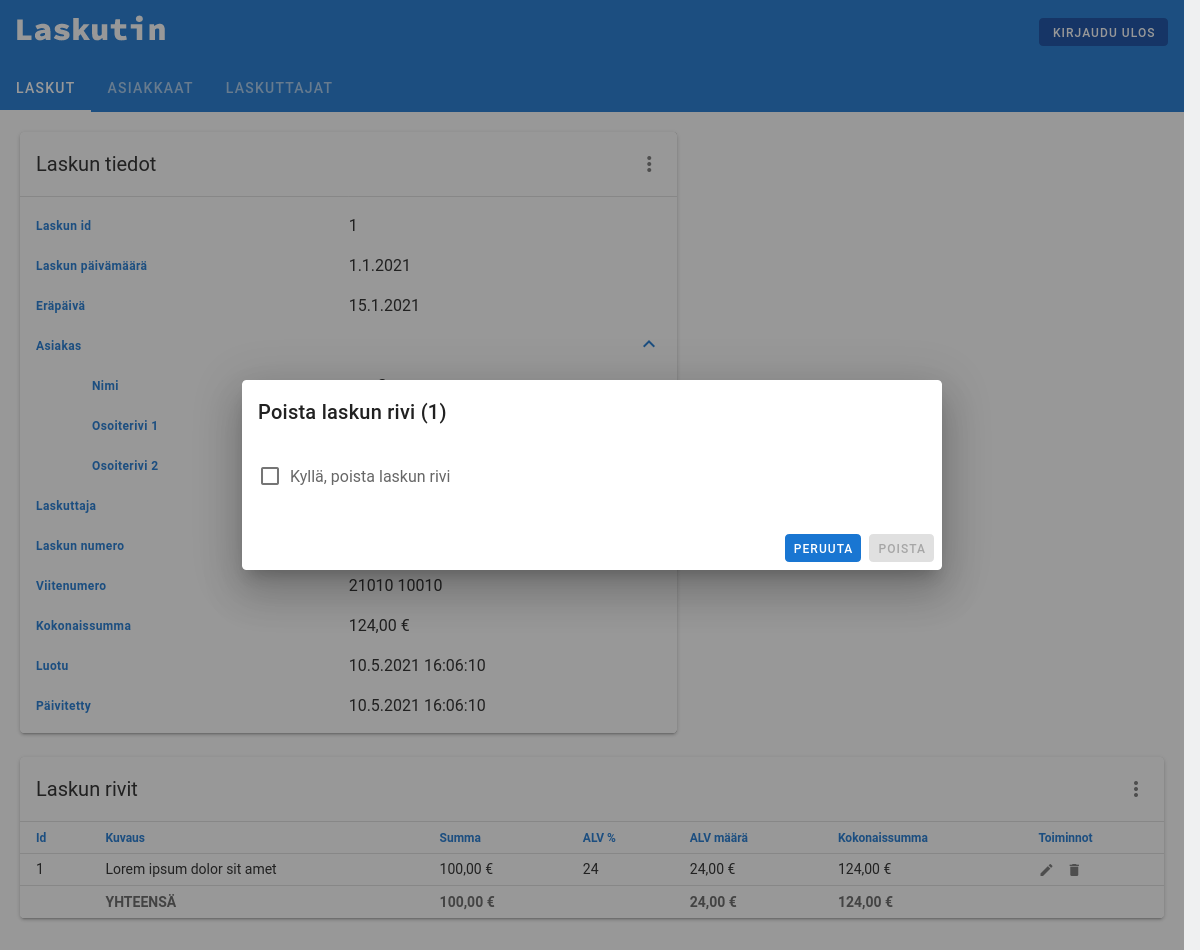 Laskutin
KIRJAUDU ULOS
LASKUT ASIAKKAAT LASKUTTAJAT
Laskun tiedot
Laskun id 1
Laskun päivämäärä 1.1.2021
Eräpäivä 15.1.2021
Asiakas
Nimi
Osoiterivi 1
Osoiterivi 2
Laskuttaja
Laskun numero
Viitenumero 21010 10010
Kokonaissumma 124,00 €
Luotu 10.5.2021 16:06:10
Päivitetty 10.5.2021 16:06:10
Poista laskun rivi (1)
Kyllä, poista laskun rivi
PERUUTA POISTA
Laskun rivit
Id Kuvaus Summa ALV % ALV määrä Kokonaissumma Toiminnot
1 Lorem ipsum dolor sit amet 100,00 € 24 24,00 € 124,00 €
YHTEENSÄ 100,00 € 24,00 € 124,00 €